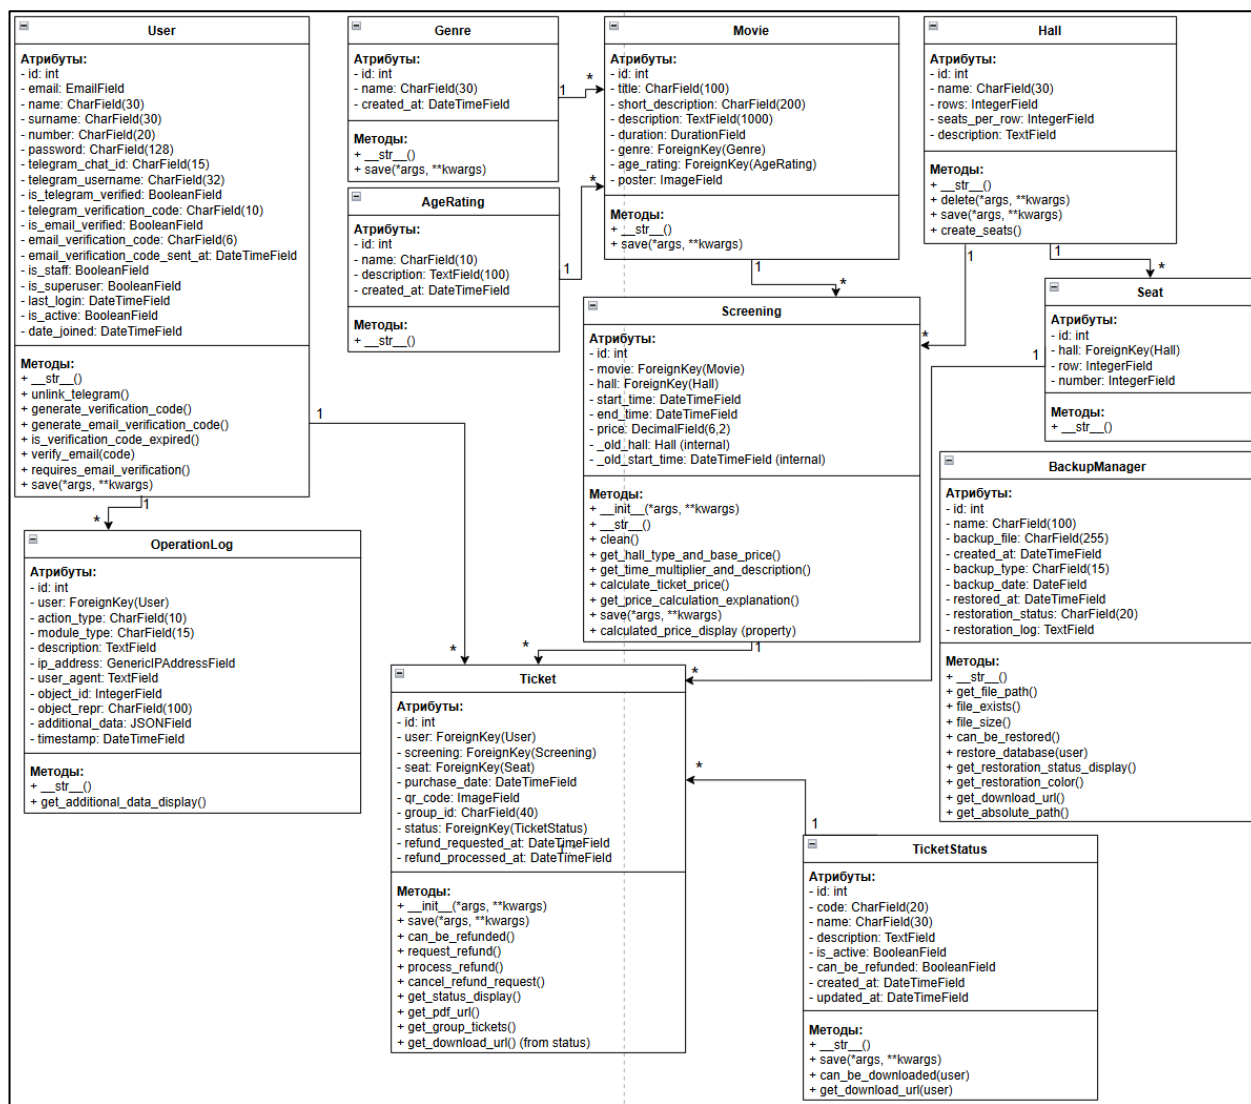 User
Атрибуты:
- id: int
- email: EmailField
- name: CharField(30)
- surname: CharField(30)
- number: CharField(20)
- password: CharField(128)
- telegram_chat_id: CharField(15)
- telegram_username: CharField(32)
- is_telegram_verified: BooleanField
- telegram_verification_code: CharField(10)
- is_email_verified: BooleanField
- email_verification_code: CharField(6)
- email_verification_code_sent_at: DateTimeField
- is_staff: BooleanField
- is_superuser: BooleanField
- last_login: DateTimeField
- is_active: BooleanField
- date_joined: DateTimeField
Методы:
+ __str__()
+ unlink_telegram()
+ generate_verification_code()
+ generate_email_verification_code()
+ is_verification_code_expired()
+ verify_email(code)
+ requires_email_verification()
+ save(*args, **kwargs)
1
1
*
Genre
Атрибуты:
- id: int
- name: CharField(30)
- created_at: DateTimeField
Методы:
+ __str__()
+ save(*args, **kwargs)
1
*
AgeRating
Атрибуты:
- id: int
- name: CharField(10)
- description: TextField(100)
- created_at: DateTimeField
Методы:
+ __str__()
1
*
Movie
Атрибуты:
- id: int
- title: CharField(100)
- short_description: CharField(200)
- description: TextField(1000)
- duration: DurationField
- genre: ForeignKey(Genre)
- age_rating: ForeignKey(AgeRating)
- poster: ImageField
Методы:
+ __str__()
+ save(*args, **kwargs)
1
*
Hall
Атрибуты:
- id: int
- name: CharField(30)
- rows: IntegerField
- seats_per_row: IntegerField
- description: TextField
Методы:
+ __str__()
+ delete(*args, **kwargs)
+ save(*args, **kwargs)
+ create_seats()
1
1
*
*
Screening
Атрибуты:
- id: int
- movie: ForeignKey(Movie)
- hall: ForeignKey(Hall)
- start_time: DateTimeField
- end_time: DateTimeField
- price: DecimalField(6,2)
- _old_hall: Hall (internal)
- _old_start_time: DateTimeField (internal)
Методы:
+ __init__(*args, **kwargs)
+ __str__()
+ clean()
+ get_hall_type_and_base_price()
+ get_time_multiplier_and_description()
+ calculate_ticket_price()
+ get_price_calculation_explanation()
+ save(*args, **kwargs)
+ calculated_price_display (property)
1
Seat
Атрибуты:
- id: int
- hall: ForeignKey(Hall)
- row: IntegerField
- number: IntegerField
Методы:
+ __str__()
1
BackupManager
Атрибуты:
- id: int
- name: CharField(100)
- backup_file: CharField(255)
- created_at: DateTimeField
- backup_type: CharField(15)
- backup_date: DateField
- restored_at: DateTimeField
- restoration_status: CharField(20)
- restoration_log: TextField
Методы:
+ __str__()
+ get_file_path()
+ file_exists()
+ file_size()
+ can_be_restored()
+ restore_database(user)
+ get_restoration_status_display()
+ get_restoration_color()
+ get_download_url()
+ get_absolute_path()
OperationLog
Атрибуты:
- id: int
- user: ForeignKey(User)
- action_type: CharField(10)
- module_type: CharField(15)
- description: TextField
- ip_address: GenericIPAddressField
- user_agent: TextField
- object_id: IntegerField
- object_repr: CharField(100)
- additional_data: JSONField
- timestamp: DateTimeField
Методы:
+ __str__()
+ get_additional_data_display()
*
*
*
*
Ticket
Атрибуты:
- id: int
- user: ForeignKey(User)
- screening: ForeignKey(Screening)
- seat: ForeignKey(Seat)
- purchase_date: DateTimeField
- qr_code: ImageField
- group_id: CharField(40)
- status: ForeignKey(TicketStatus)
- refund_requested_at: DateTimeField
- refund_processed_at: DateTimeField
Методы:
+ __init__(*args, **kwargs)
+ save(*args, **kwargs)
+ can_be_refunded()
+ request_refund()
+ process_refund()
+ cancel_refund_request()
+ get_status_display()
+ get_pdf_url()
+ get_group_tickets()
+ get_download_url() (from status)
1
TicketStatus
Атрибуты:
- id: int
- code: CharField(20)
- name: CharField(30)
- description: TextField
- is_active: BooleanField
- can_be_refunded: BooleanField
- created_at: DateTimeField
- updated_at: DateTimeField
Методы:
+ __str__()
+ save(*args, **kwargs)
+ can_be_downloaded(user)
+ get_download_url(user)